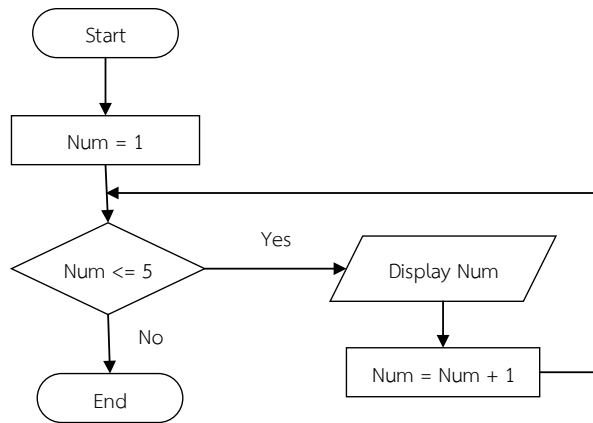 Start
Num = 1
Num <= 5
Yes
Display Num
Num = Num + 1
No
End